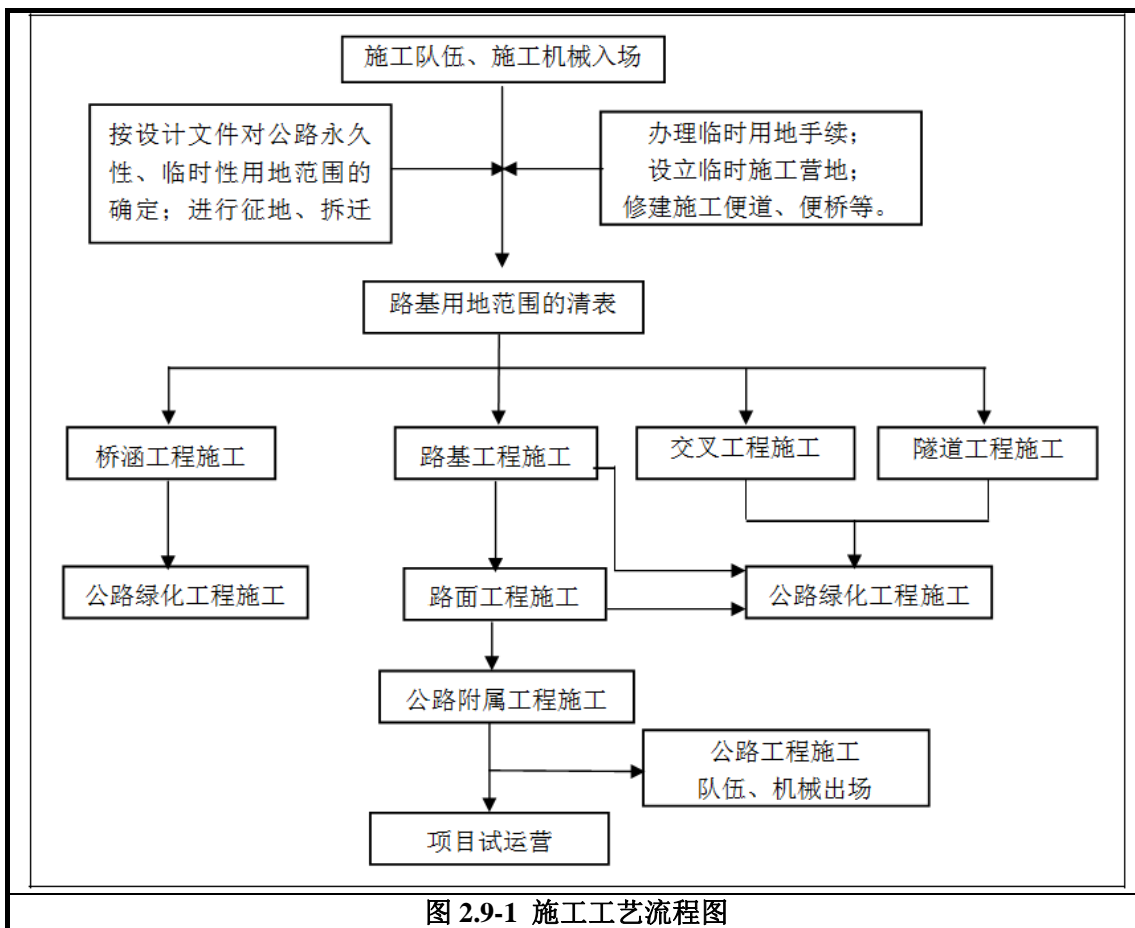 施工队伍、施工机械入场
按设计文件对公路永久
性、临时性用地范围的
确定；进行征地、拆迁
办理临时用地手续；
设立临时施工营地；
修建施工便道、便桥等。
路基用地范围的清表
桥涵工程施工
路基工程施工
交叉工程施工
隧道工程施工
公路绿化工程施工
路面工程施工
公路绿化工程施工
公路附属工程施工
公路工程施工
队伍、机械出场
项目试运营
图 2.9-1 施工工艺流程图